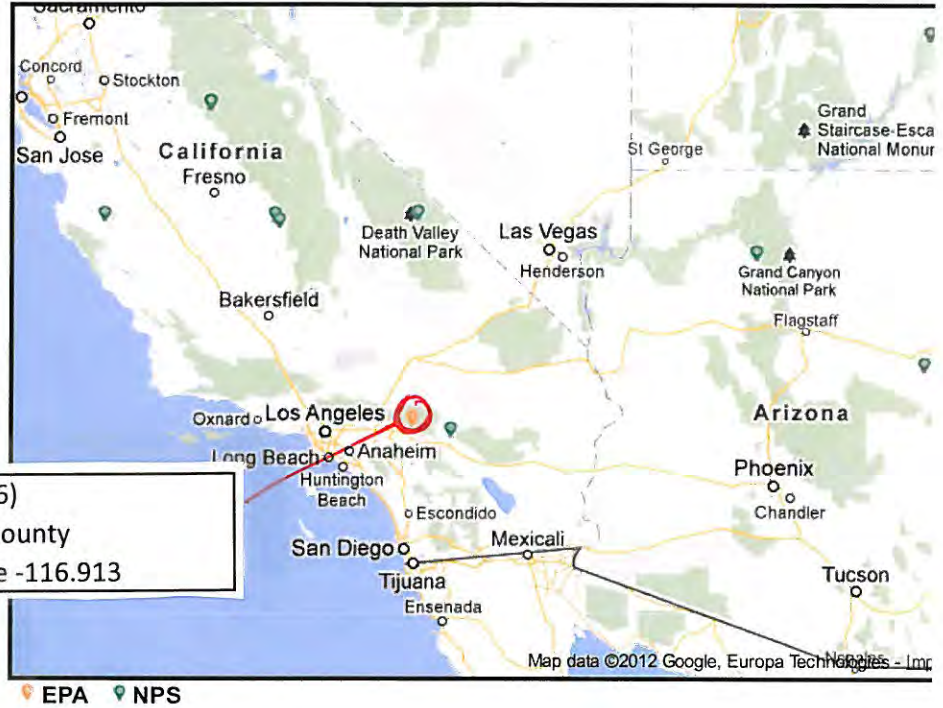 Sacramento
Concord
Stockton
Fremont
San Jose
California
Fresno
Grand
Staircase-Esca
National Monur
St George
Death Valley
National Park
Las Vegas
Henderson
Grand Canyon
National Park
Bakersfield
Flagstaff
Oxnard
Los Angeles
Arizona
Long Beach
Anaheim
Huntington
Beach
Phoenix
Chandler
6)
ounty
e -116.913
Escondido
San Diego
Mexicali
Tijuana
Tucson
Ensenada
Nogales
Map data ©2012 Google, Europa Technologies - Imp
EPA NPS